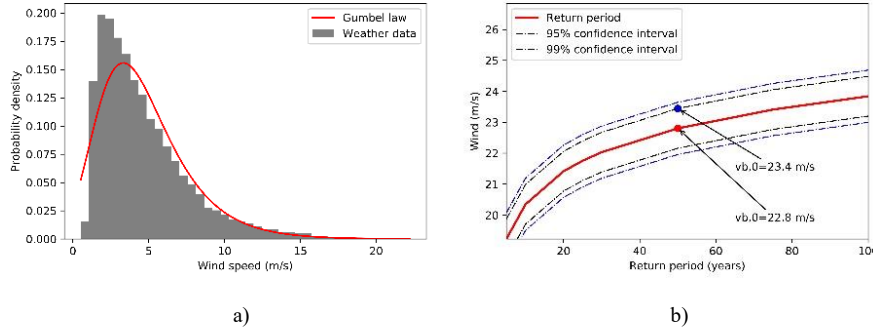 Gumbel law
Weather data
Probability density
0.200
0.175
0.150
0.125
0.100
0.075
0.050
0.025
0.000
0
5
10
15
20
Wind speed (m/s)
a)
Return period
95% confidence interval
99% confidence interval
Wind (m/s)
26
25
24
23
22
21
20
vb.0=23.4 m/s
vb.0=22.8 m/s
20
40
60
80
100
Return period (years)
b)